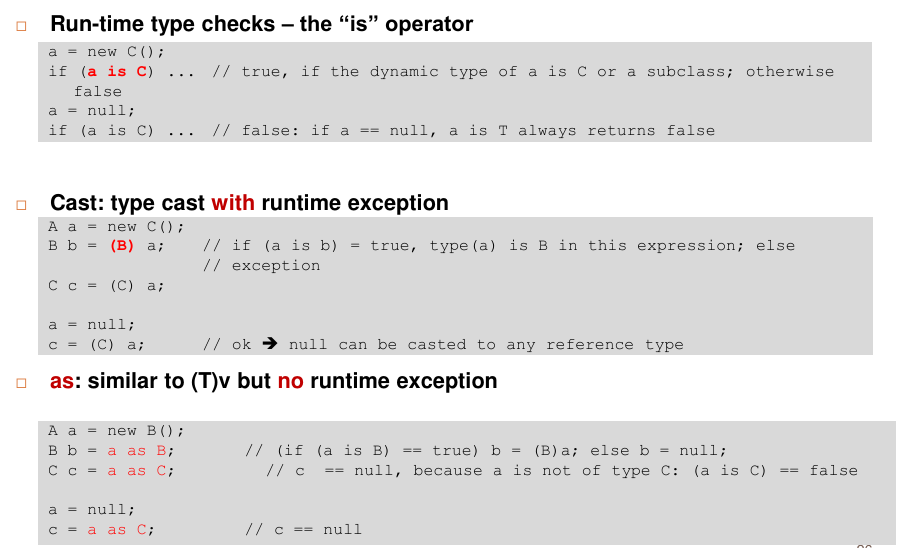 Run-time type checks – the “is” operator
a = new C();
if (a is C) ... // true, if the dynamic type of a is C or a subclass; otherwise
false
a = null;
if (a is C) ... // false: if a == null, a is T always returns false
Cast: type cast with runtime exception
A a = new C();
B b = (B) a; // if (a is b) = true, type(a) is B in this expression; else
// exception
C c = (C) a;
a = null;
c = (C) a; // ok ➔ null can be casted to any reference type
as: similar to (T)v but no runtime exception
A a = new B();
B b = a as B; // (if (a is B) == true) b = (B)a; else b = null;
C c = a as C; // c == null, because a is not of type C: (a is C) == false
a = null;
c = a as C; // c == null